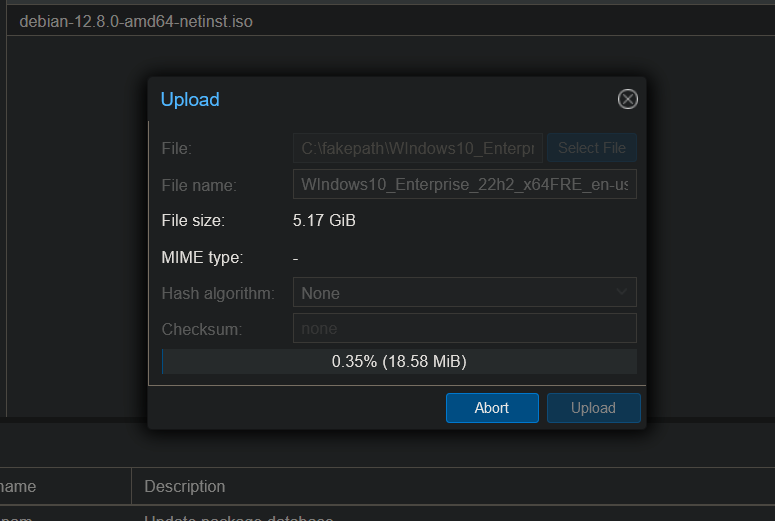 debian-12.8.0-amd64-netinst.iso
Upload
File: C:\fakepath\WIndows10_Enterpr Select File
File name: WIndows10_Enterprise_22h2_x64FRE_en-us
File size: 5.17 GiB
MIME type: -
Hash algorithm: None
Checksum: none
0.35% (18.58 MiB)
Abort Upload
name Description
Update package database